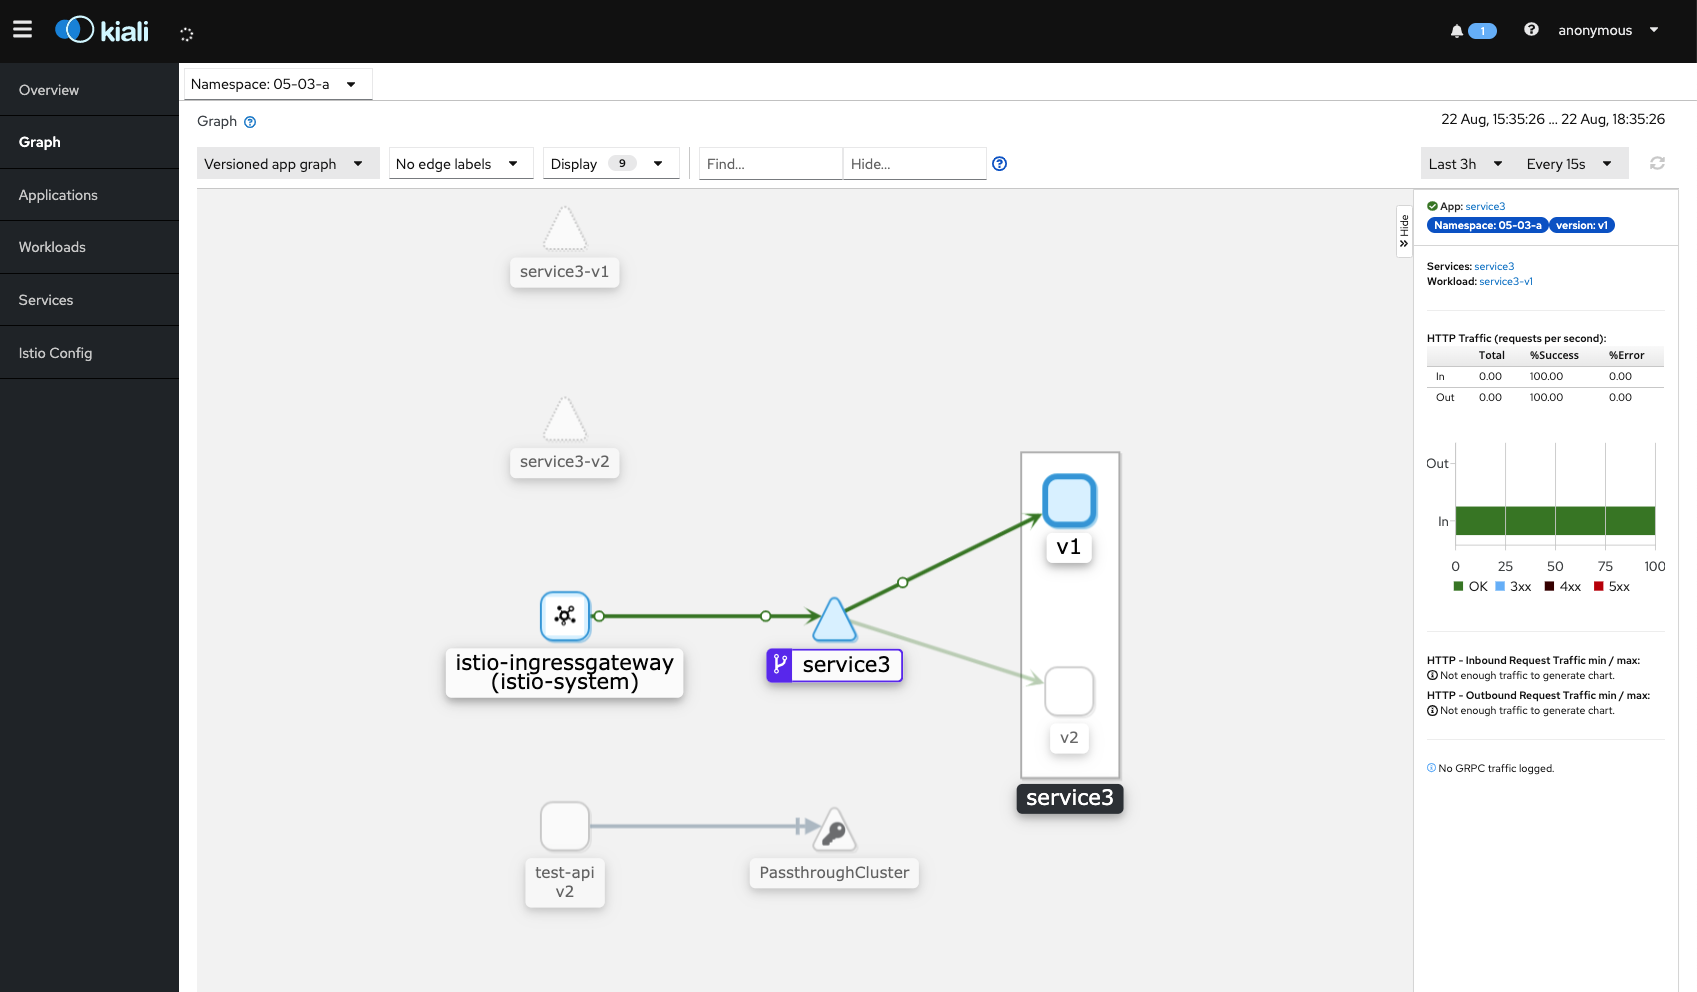 kiali
1
anonymous
Overview
Graph
Applications
Workloads
Services
Istio Config
Namespace: 05-03-a
Graph
22 Aug, 15:35:26 ... 22 Aug, 18:35:26
Versioned app graph
No edge labels
Display 9
Find...
Hide...
Last 3h
Every 15s
service3-v1
service3-v2
istio-ingressgateway
(istio-system)
service3
v1
v2
service3
test-api
v2
PassthroughCluster
Hide
App: service3
Namespace: 05-03-a version: v1
Services: service3
Workload: service3-v1
HTTP Traffic (requests per second):
Total %Success %Error
In 0.00 100.00 0.00
Out 0.00 100.00 0.00
Out
In
0 25 50 75 100
OK 3xx 4xx 5xx
HTTP - Inbound Request Traffic min / max:
Not enough traffic to generate chart.
HTTP - Outbound Request Traffic min / max:
Not enough traffic to generate chart.
No GRPC traffic logged.